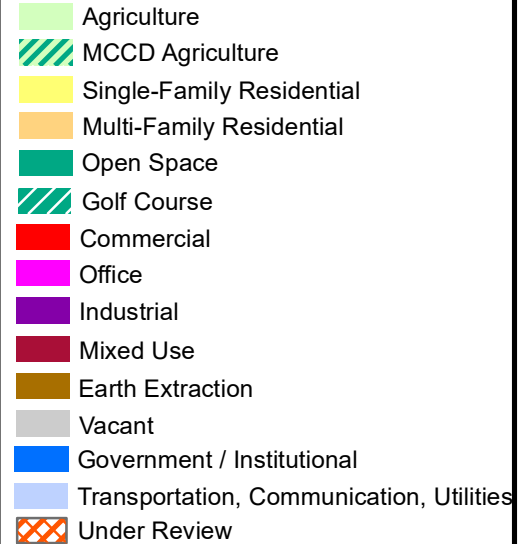 Agriculture
MCCD Agriculture
Single-Family Residential
Multi-Family Residential
Open Space
Golf Course
Commercial
Office
Industrial
Mixed Use
Earth Extraction
Vacant
Government / Institutional
Transportation, Communication, Utilities
Under Review